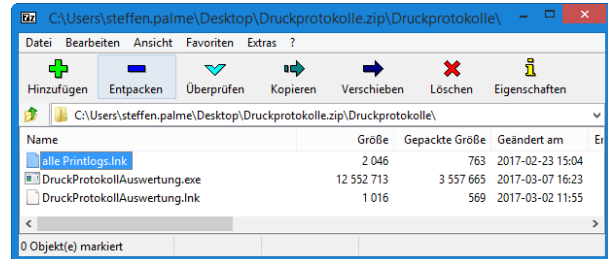 C:\Users\steffen.palme\Desktop\Druckprotokolle.zip\Druckprotokolle\
Datei Bearbeiten Ansicht Favoriten Extras ?
Hinzufügen Entpacken Überprüfen Kopieren Verschieben Löschen Eigenschaften
C:\Users\steffen.palme\Desktop\Druckprotokolle.zip\Druckprotokolle\
Name Größe Gepackte Größe Geändert am Er
alle Printlogs.lnk 2 046 763 2017-02-23 15:04
DruckProtokollAuswertung.exe 12 552 713 3 557 665 2017-03-07 16:23
DruckProtokollAuswertung.lnk 1 016 569 2017-03-02 11:55
0 Objekt(e) markiert